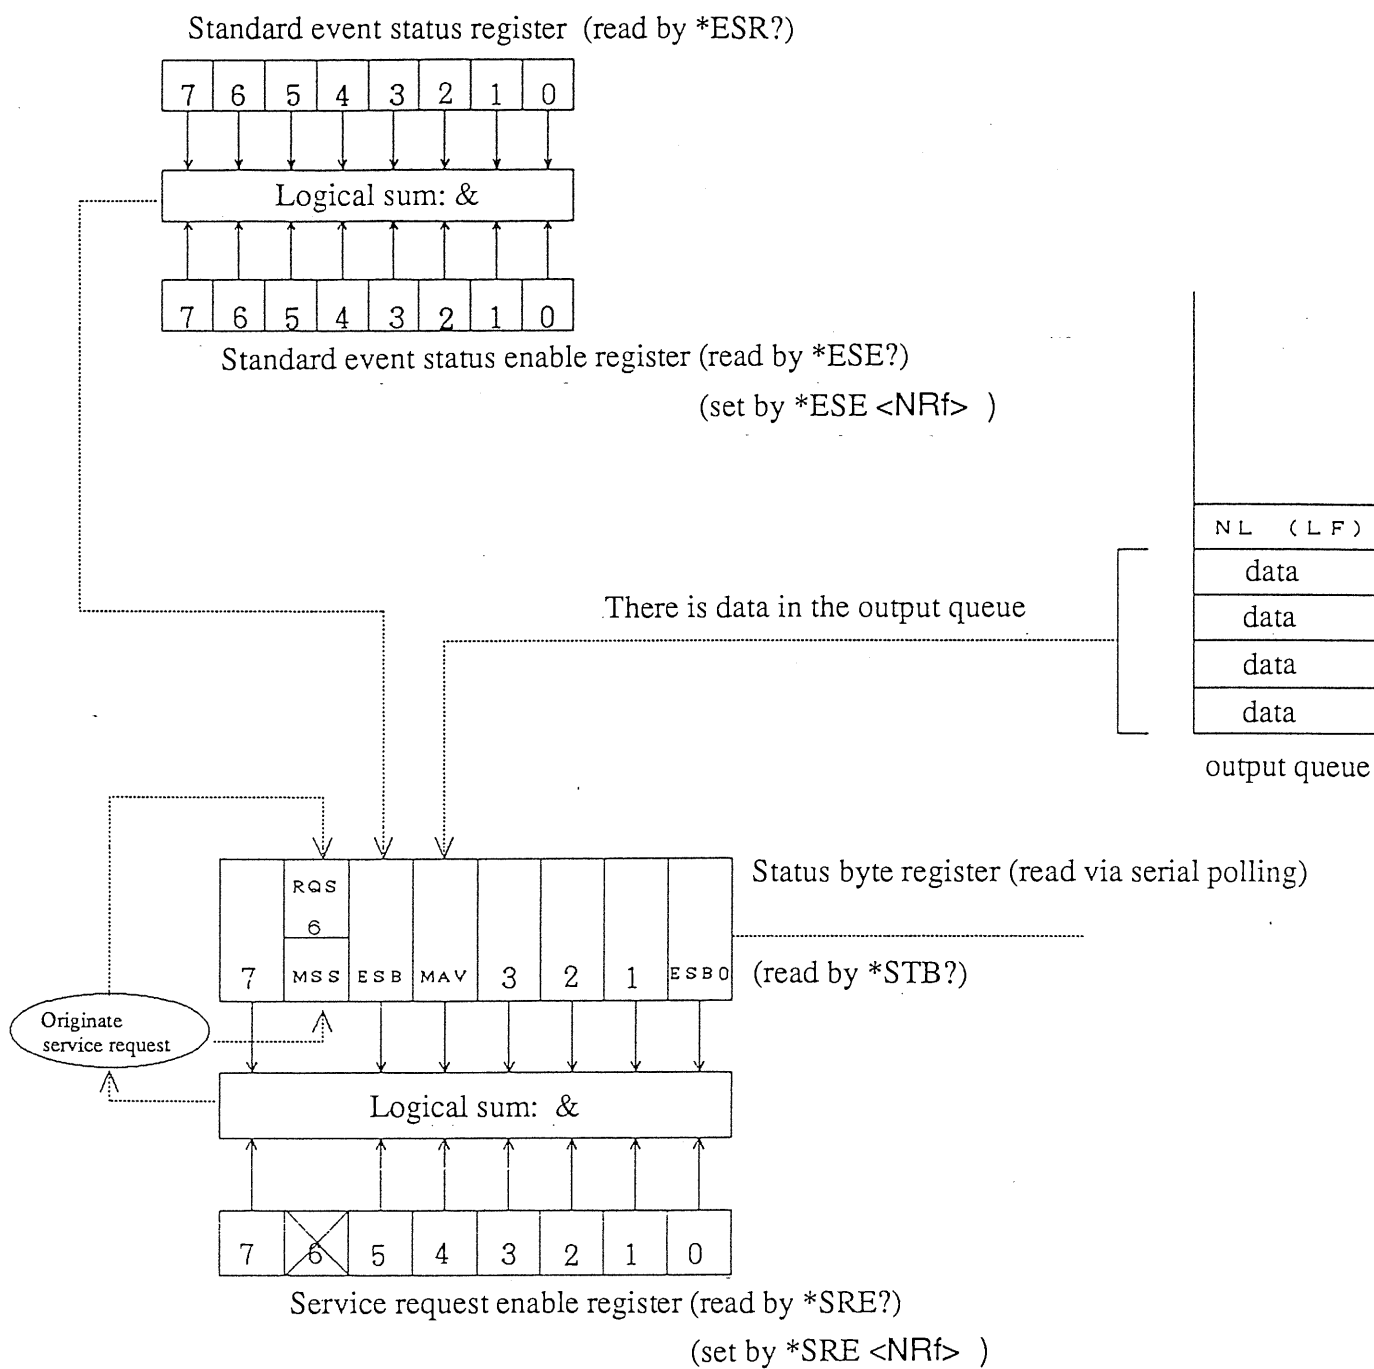 Standard event status register (read by *ESR?)
7 6 5 4 3 2 1 0
Logical sum: &
7 6 5 4 3 2 1 0
Standard event status enable register (read by *ESE?)
(set by *ESE <NRf> )
NL (LF)
data
There is data in the output queue
data
data
data
output queue
Status byte register (read via serial polling)
RQS
6
7 MSS ESB MAV 3 2 1 ESB0
(read by *STB?)
Originate
service request
Logical sum: &
7 6 5 4 3 2 1 0
Service request enable register (read by *SRE?)
(set by *SRE <NRf> )